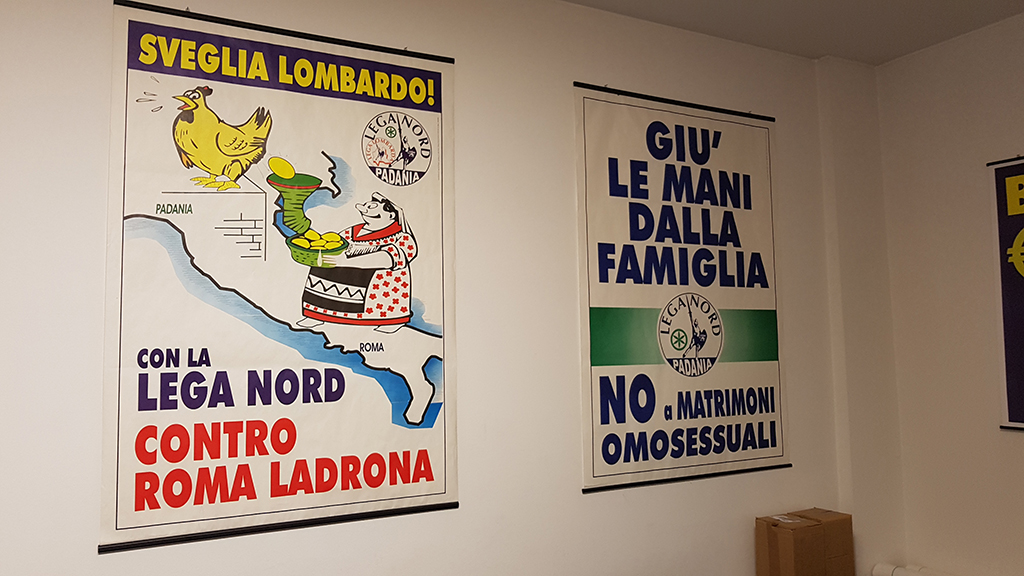 SVEGLIA LOMBARDO!
LEGA NORD
PADANIA
PADANIA
ROMA
CON LA
LEGA NORD
CONTRO
ROMA LADRONA
GIU'
LE MANI
DALLA
FAMIGLIA
LEGA NORD
PADANIA
NO a MATRIMONI
OMOSESSUALI
€